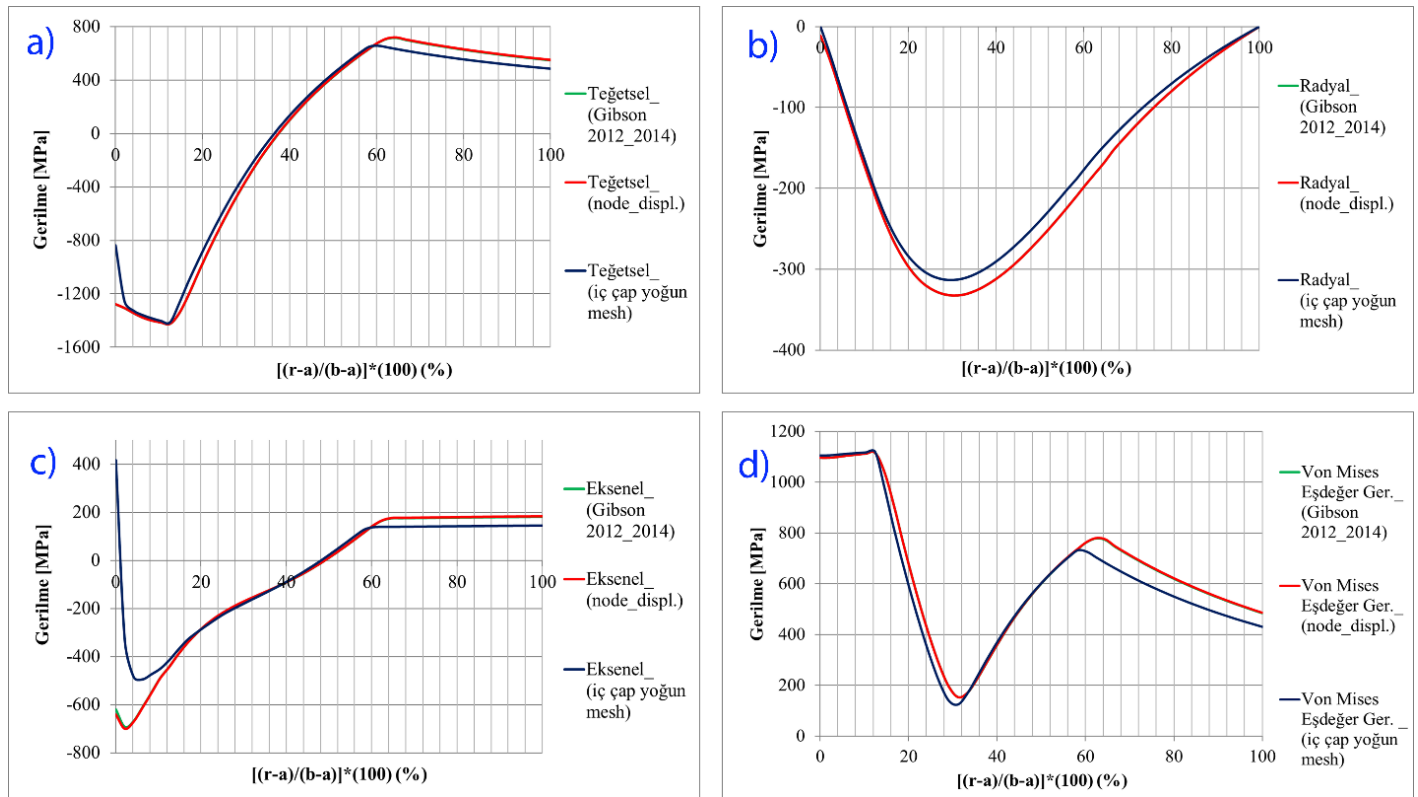 a)
800
400
0
-400
-800
-1200
-1600
0
20
40
60
80
100
Gerilme [MPa]
[(r-a)/(b-a)]*(100) (%)
Teğetsel_
(Gibson
2012_2014)
Teğetsel_
(node_displ.)
Teğetsel_
(iç çap yoğun
mesh)
b)
0
-100
-200
-300
-400
0
20
40
60
80
100
Gerilme [MPa]
[(r-a)/(b-a)]*(100) (%)
Radyal_
(Gibson
2012_2014)
Radyal_
(node_displ.)
Radyal_
(iç çap yoğun
mesh)
c)
400
200
0
-200
-400
-600
-800
0
20
40
60
80
100
Gerilme [MPa]
[(r-a)/(b-a)]*(100) (%)
Eksenel_
(Gibson
2012_2014)
Eksenel_
(node_displ.)
Eksenel_
(iç çap yoğun
mesh)
d)
1200
1000
800
600
400
200
0
0
20
40
60
80
100
Gerilme [MPa]
[(r-a)/(b-a)]*(100) (%)
Von Mises
Eşdeğer Ger._
(Gibson
2012_2014)
Von Mises
Eşdeğer Ger._
(node_displ.)
Von Mises
Eşdeğer Ger. _
(iç çap yoğun
mesh)